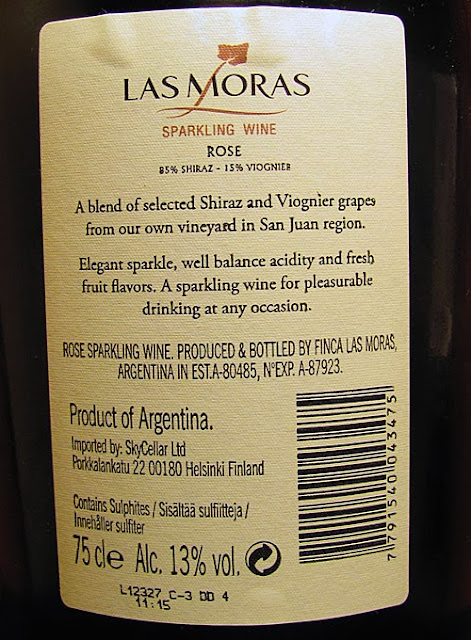 LAS MORAS
SPARKLING WINE
ROSE
85% SHIRAZ - 15% VIOGNIER
A blend of selected Shiraz and Viognier grapes
from our own vineyard in San Juan region.
Elegant sparkle, well balance acidity and fresh
fruit flavors. A sparkling wine for pleasurable
drinking at any occasion.
ROSE SPARKLING WINE. PRODUCED & BOTTLED BY FINCA LAS MORAS,
ARGENTINA IN EST.A-80485, N°EXP. A-87923.
Product of Argentina.
Imported by: SkyCellar Ltd
Porkkalankatu 22 00180 Helsinki Finland
Contains Sulphites / Sisältää sulfiitteja /
Innehåller sulfiter
75 cle Alc. 13% vol.
L12327 C-3 DD 4
11:15
7 791540 043475